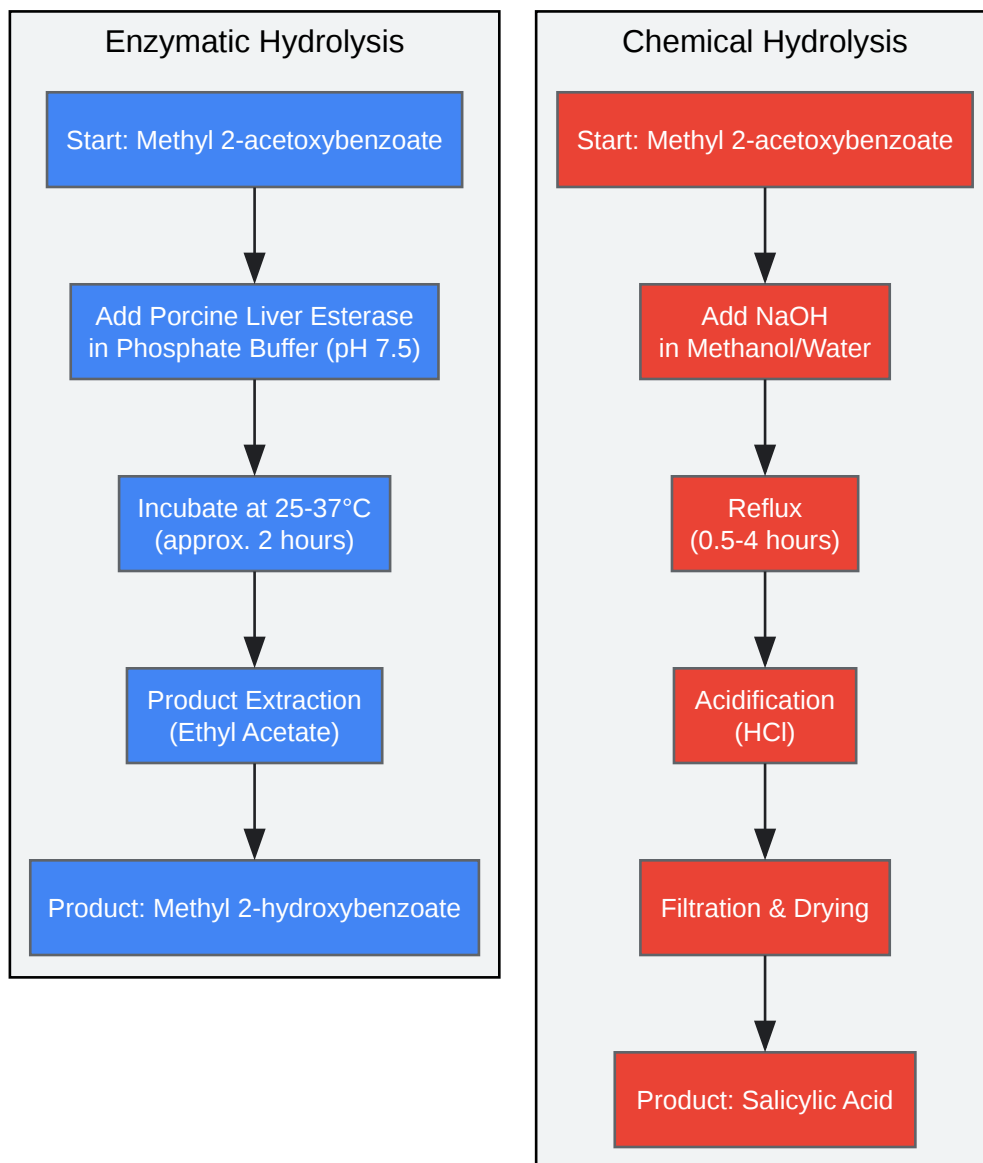 Enzymatic Hydrolysis
Start: Methyl 2-acetoxybenzoate
Add Porcine Liver Esterase
in Phosphate Buffer (pH 7.5)
Incubate at 25-37°C
(approx. 2 hours)
Product Extraction
(Ethyl Acetate)
Product: Methyl 2-hydroxybenzoate
Chemical Hydrolysis
Start: Methyl 2-acetoxybenzoate
Add NaOH
in Methanol/Water
Reflux
(0.5-4 hours)
Acidification
(HCl)
Filtration & Drying
Product: Salicylic Acid